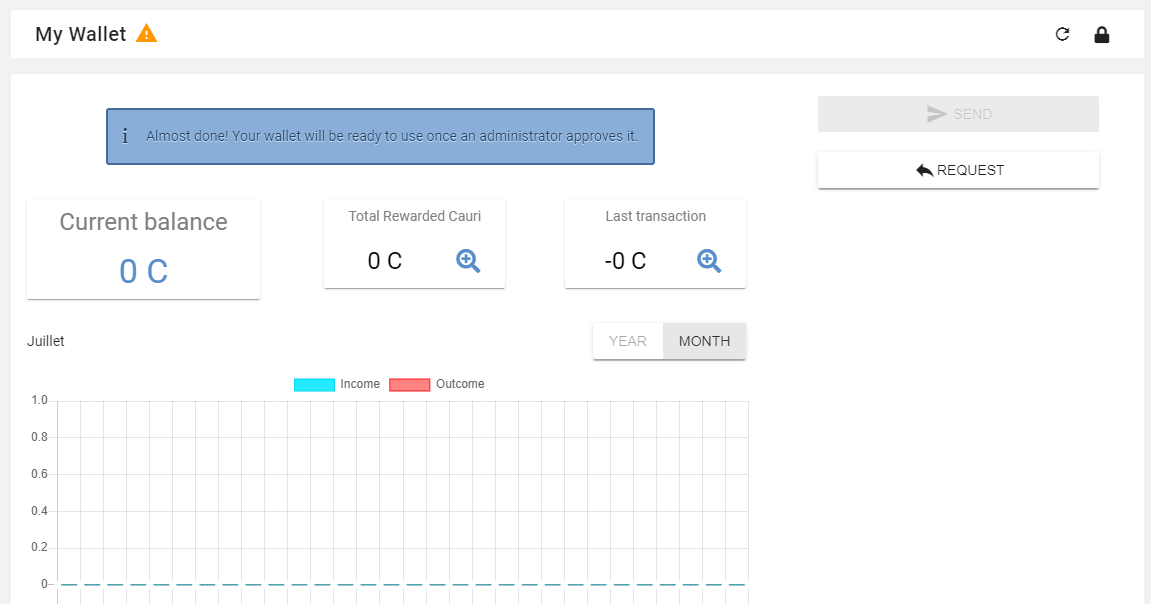 My Wallet
Almost done! Your wallet will be ready to use once an administrator approves it.
SEND
REQUEST
Current balance
0 C
Total Rewarded Cauri
0 C
Last transaction
-0 C
Juillet
YEAR MONTH
Income Outcome
1.0
0.8
0.6
0.4
0.2
0